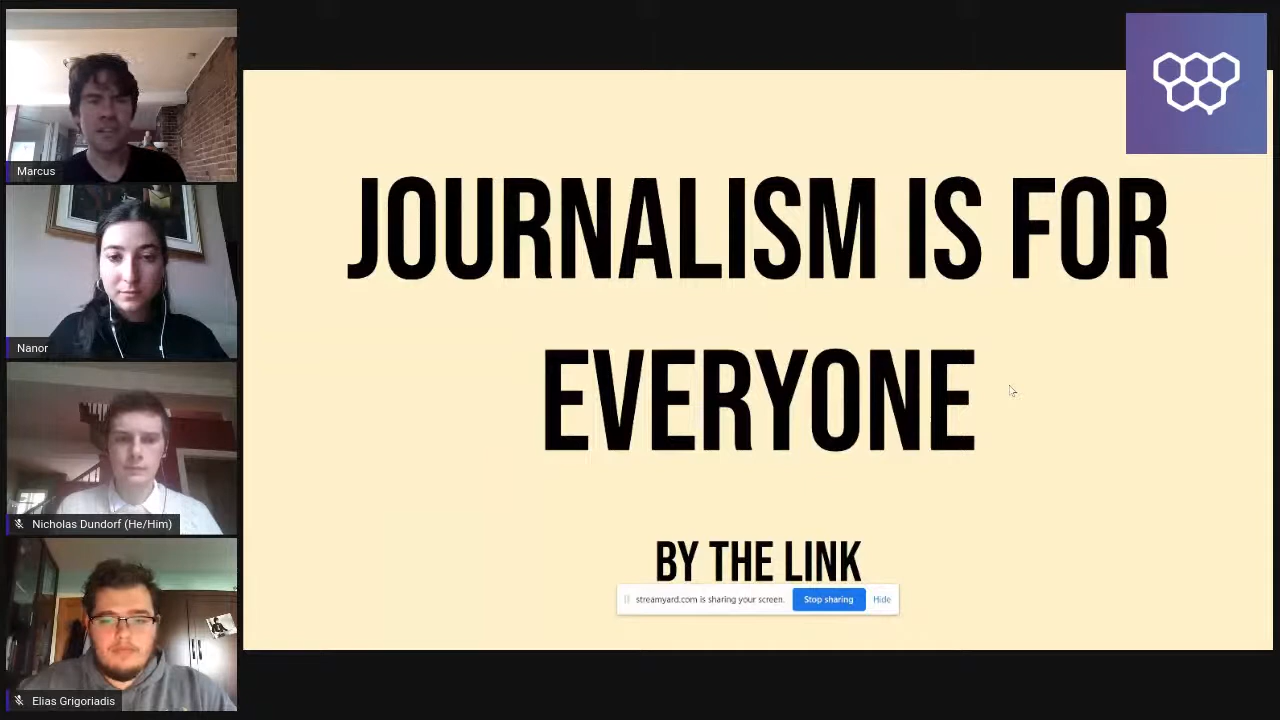 Marcus
Nanor
Nicholas Dundorf (He/Him)
Elias Grigoriadis
JOURNALISM IS FOR
EVERYONE
BY THE LINK
streamyard.com is sharing your screen. Stop sharing Hide